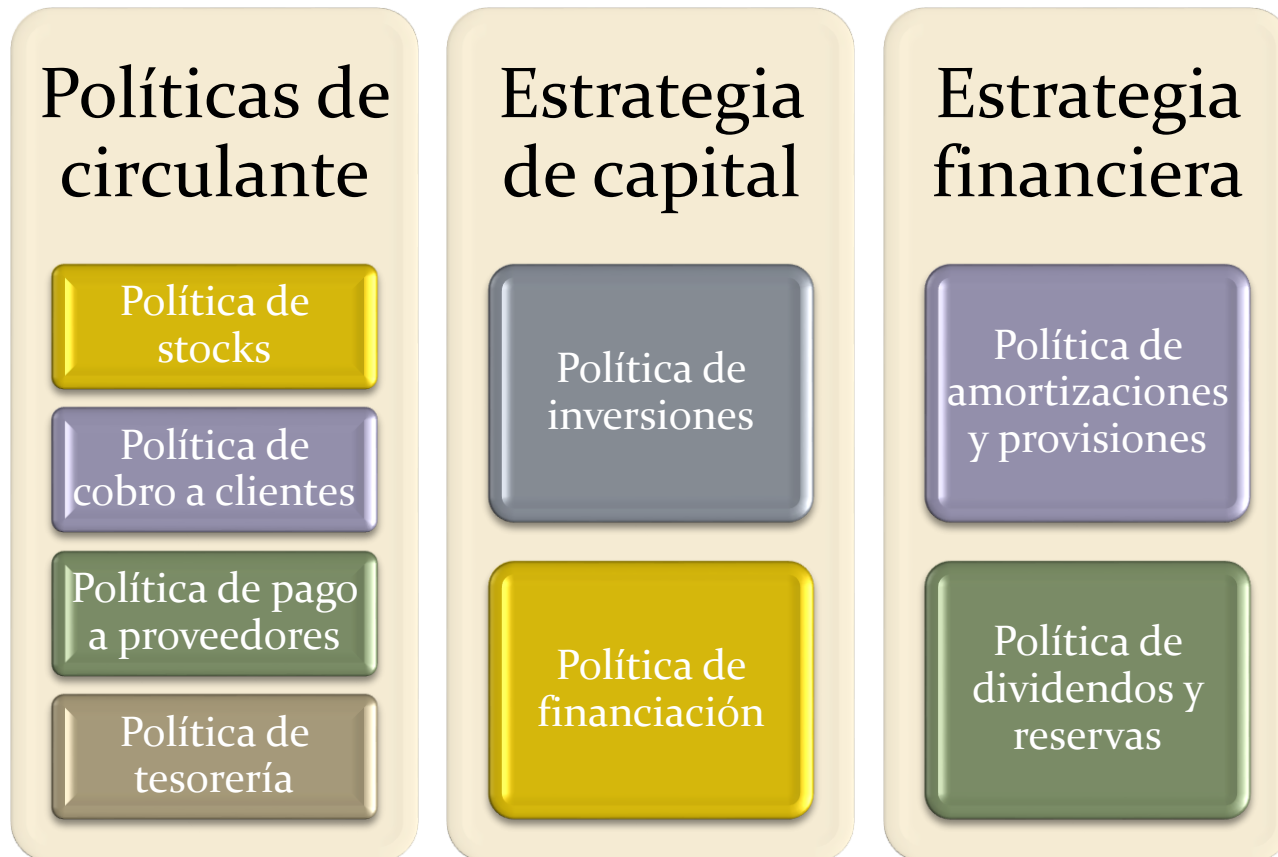 Políticas de
circulante
Política de
stocks
Política de
cobro a clientes
Política de pago
a proveedores
Política de
tesorería
Estrategia
de capital
Política de
inversiones
Política de
financiación
Estrategia
financiera
Política de
amortizaciones
y provisiones
Política de
dividendos y
reservas